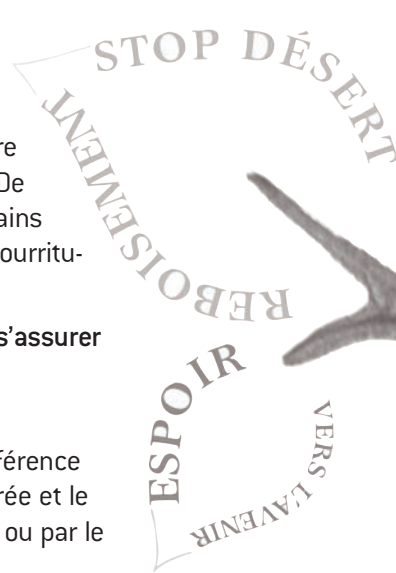 STOP DÉSERT
REBOISEMENT
re
De
ains
ourritu-
s'assurer
ESPOIR
VERS L'AVENIR
férence
rée et le
ou par le